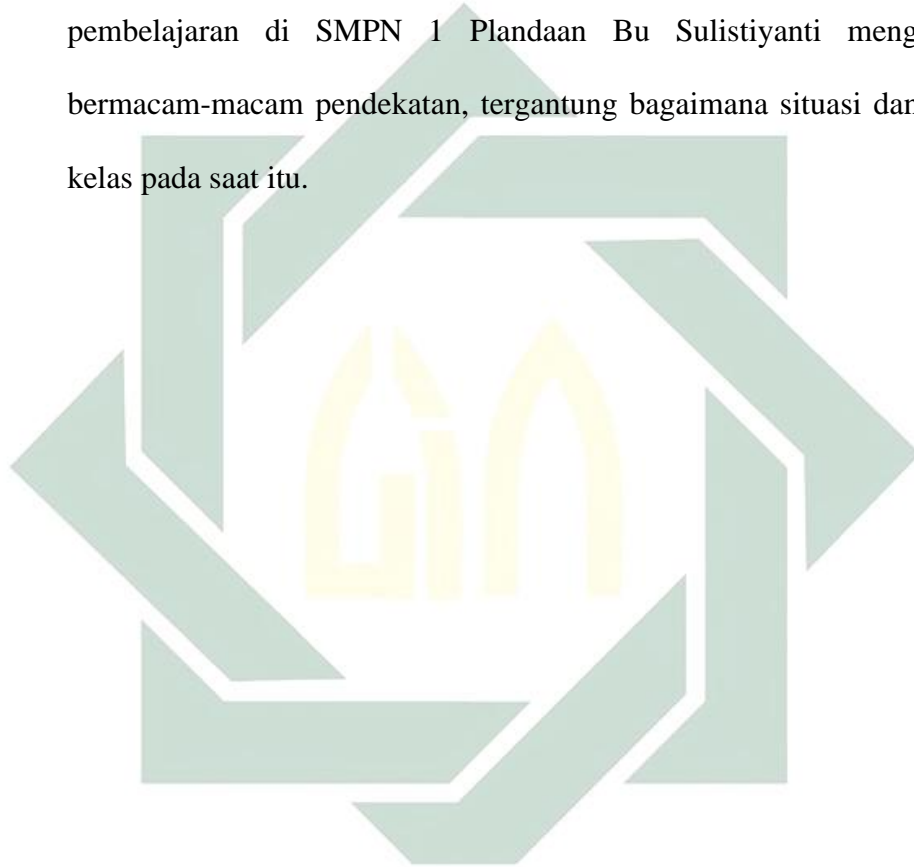 pembelajaran di SMPN 1 Plandaan Bu Sulistiyanti meng
bermacam-macam pendekatan, tergantung bagaimana situasi dan
kelas pada saat itu.